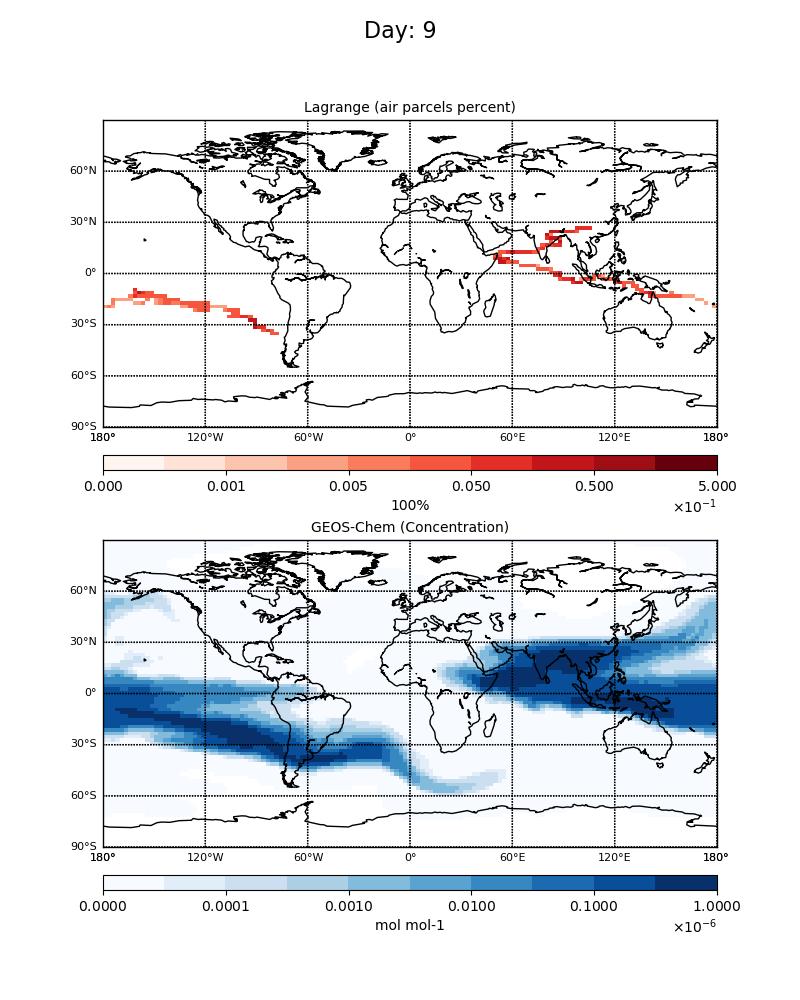 Day: 9
Lagrange (air parcels percent)
60°N
30°N
0°
30°S
60°S
90°S
180° 120°W 60°W 0° 60°E 120°E 180°
0.000 0.001 0.005 0.050 0.500 5.000
100% ×10⁻¹
GEOS-Chem (Concentration)
60°N
30°N
0°
30°S
60°S
90°S
180° 120°W 60°W 0° 60°E 120°E 180°
0.0000 0.0001 0.0010 0.0100 0.1000 1.0000
mol mol-1 ×10⁻⁶